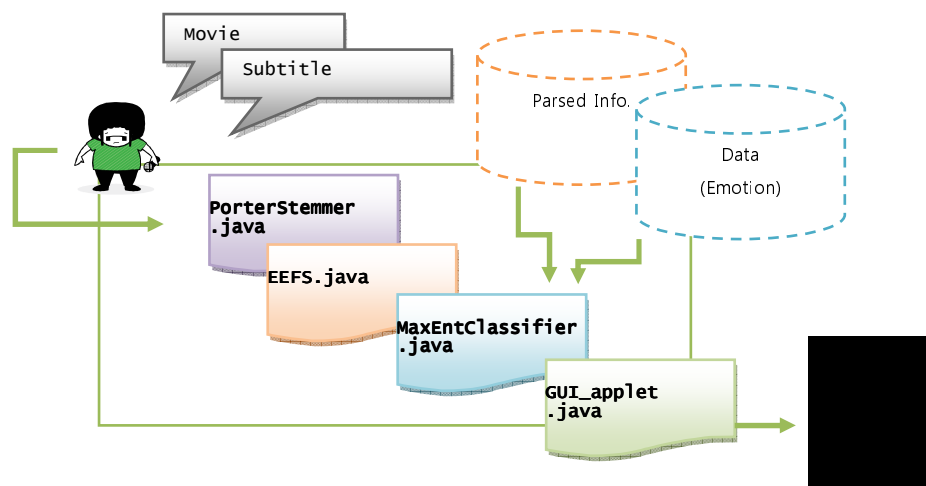 Movie
Subtitle
Parsed Info.
Data
(Emotion)
PorterStemmer
.java
EEFS.java
MaxEntClassifier
.java
GUI_applet
.java